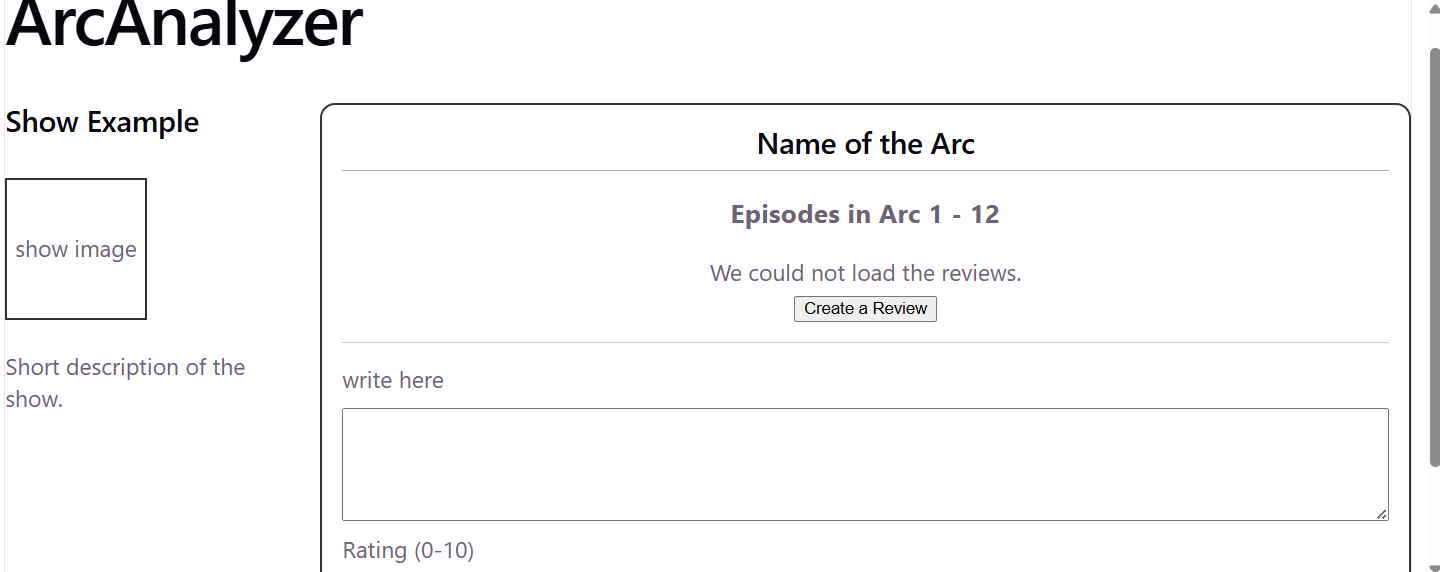 ArcAnalyzer
Show Example
show image
Short description of the
show.
Name of the Arc
Episodes in Arc 1 - 12
We could not load the reviews.
Create a Review
write here
Rating (0-10)